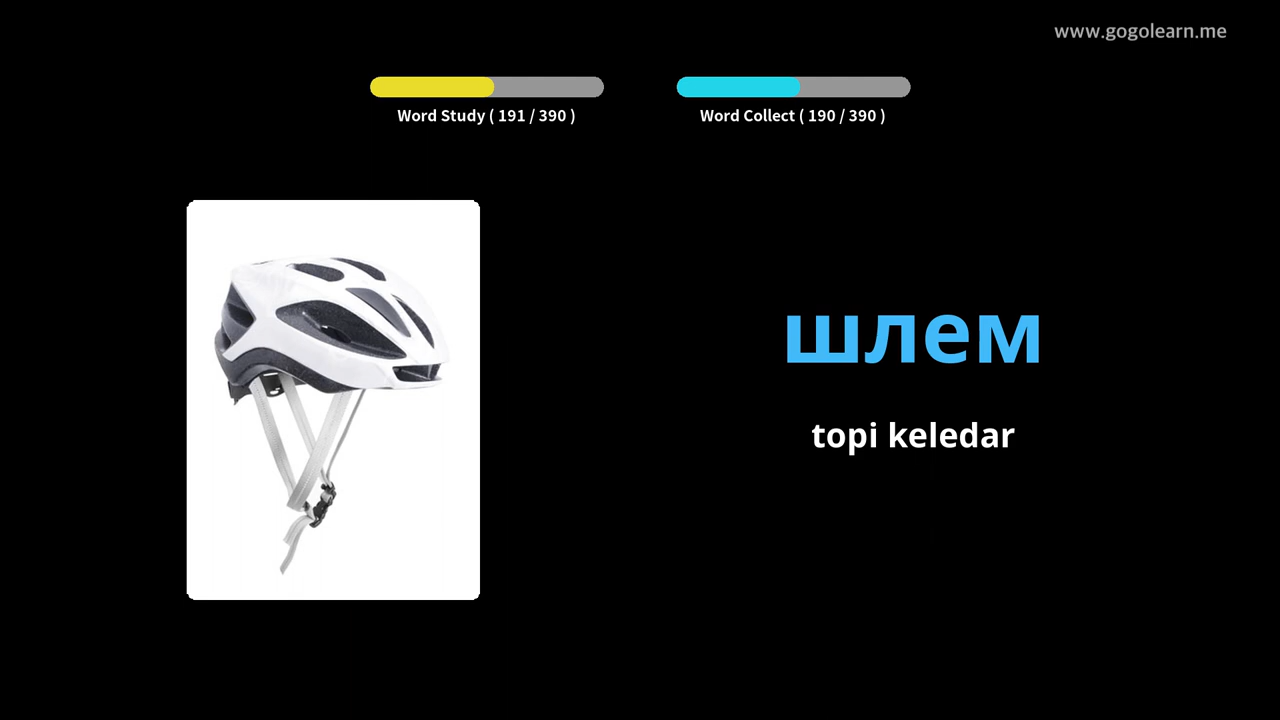 www.gogolearn.me
Word Study ( 191 / 390 )
Word Collect ( 190 / 390 )
шлем
topi keledar